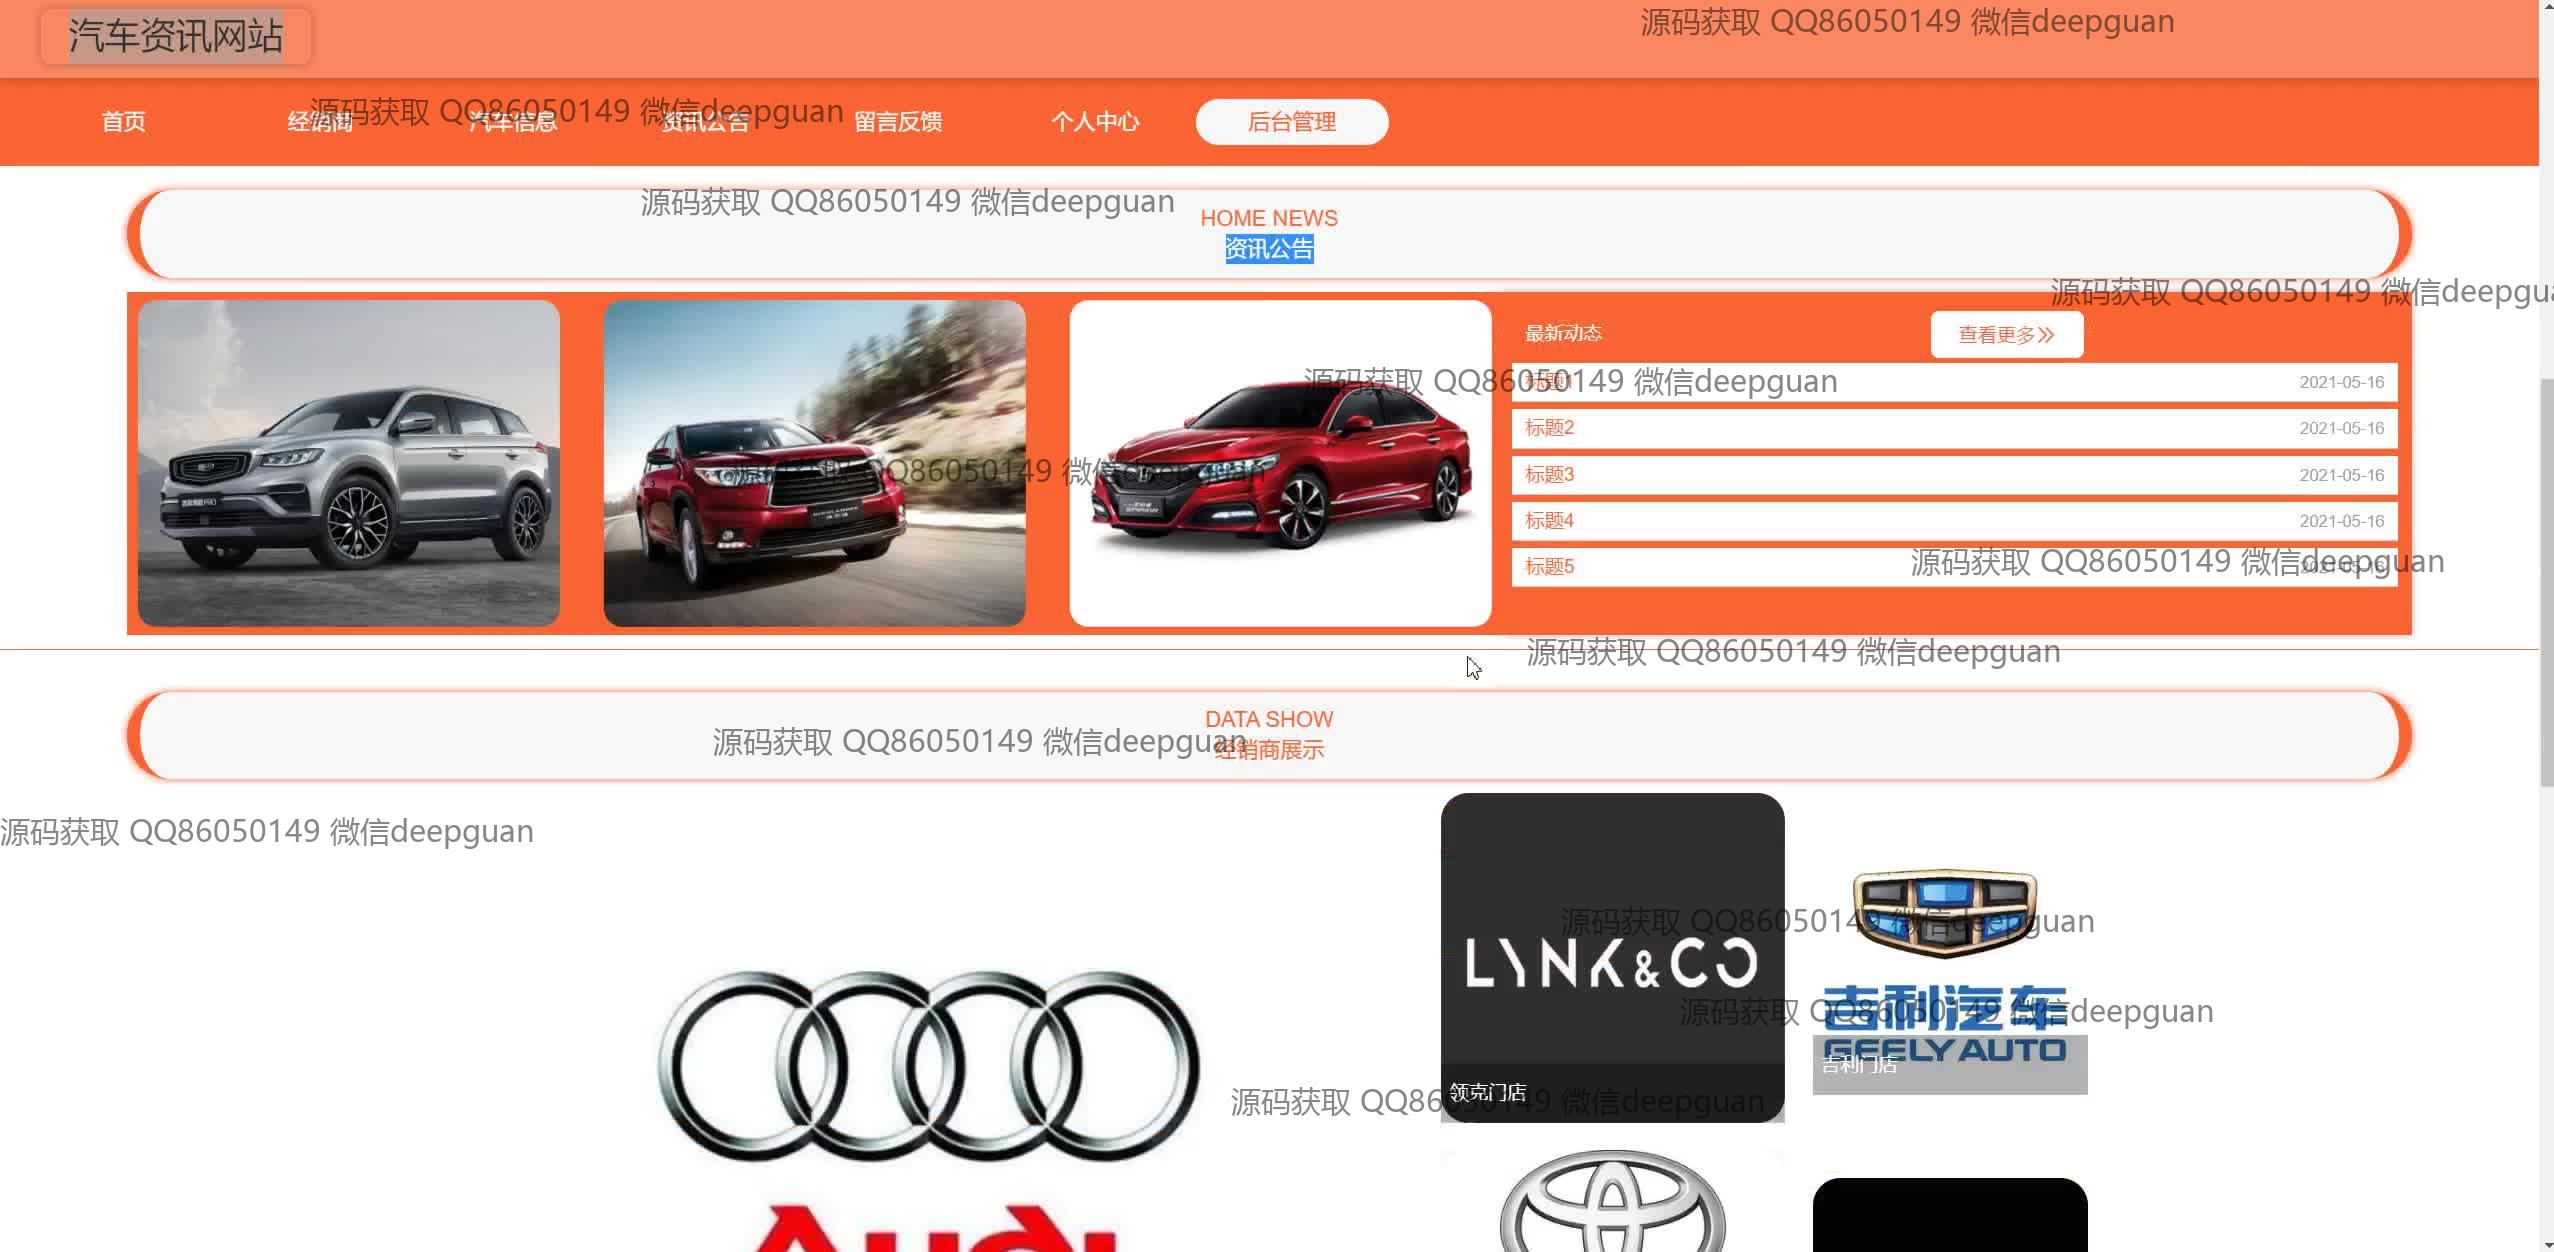 汽车资讯网站
源码获取 QQ86050149 微信deepguan
首页
经销商
汽车信息
资讯公告
留言反馈
个人中心
后台管理
源码获取 QQ86050149 微信deepguan
源码获取 QQ86050149 微信deepguan
HOME NEWS
资讯公告
源码获取 QQ86050149 微信deepgua
最新动态
查看更多
标题1
2021-05-16
源码获取 QQ86050149 微信deepguan
标题2
2021-05-16
标题3
2021-05-16
源码获取 QQ86050149 微信deepguan
标题4
2021-05-16
标题5
2021-05-16
源码获取 QQ86050149 微信deepguan
源码获取 QQ86050149 微信deepguan
DATA SHOW
经销商展示
源码获取 QQ86050149 微信deepguan
源码获取 QQ86050149 微信deepguan
源码获取 QQ86050149 微信deepguan
LYNK&CO
领克门店
吉利汽车
GEELY AUTO
吉利门店
源码获取 QQ86050149 微信deepguan
源码获取 QQ86050149 微信deepguan
Audi